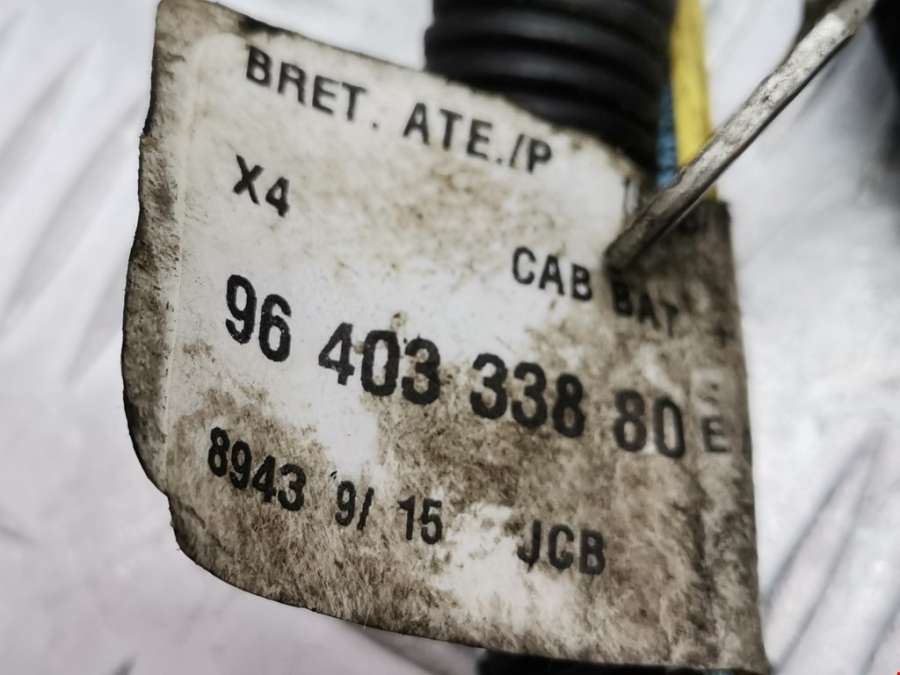 BRET. ATE./P
X4
CAB BAT
96 403 338 80 E
8943 9/ 15 JCB